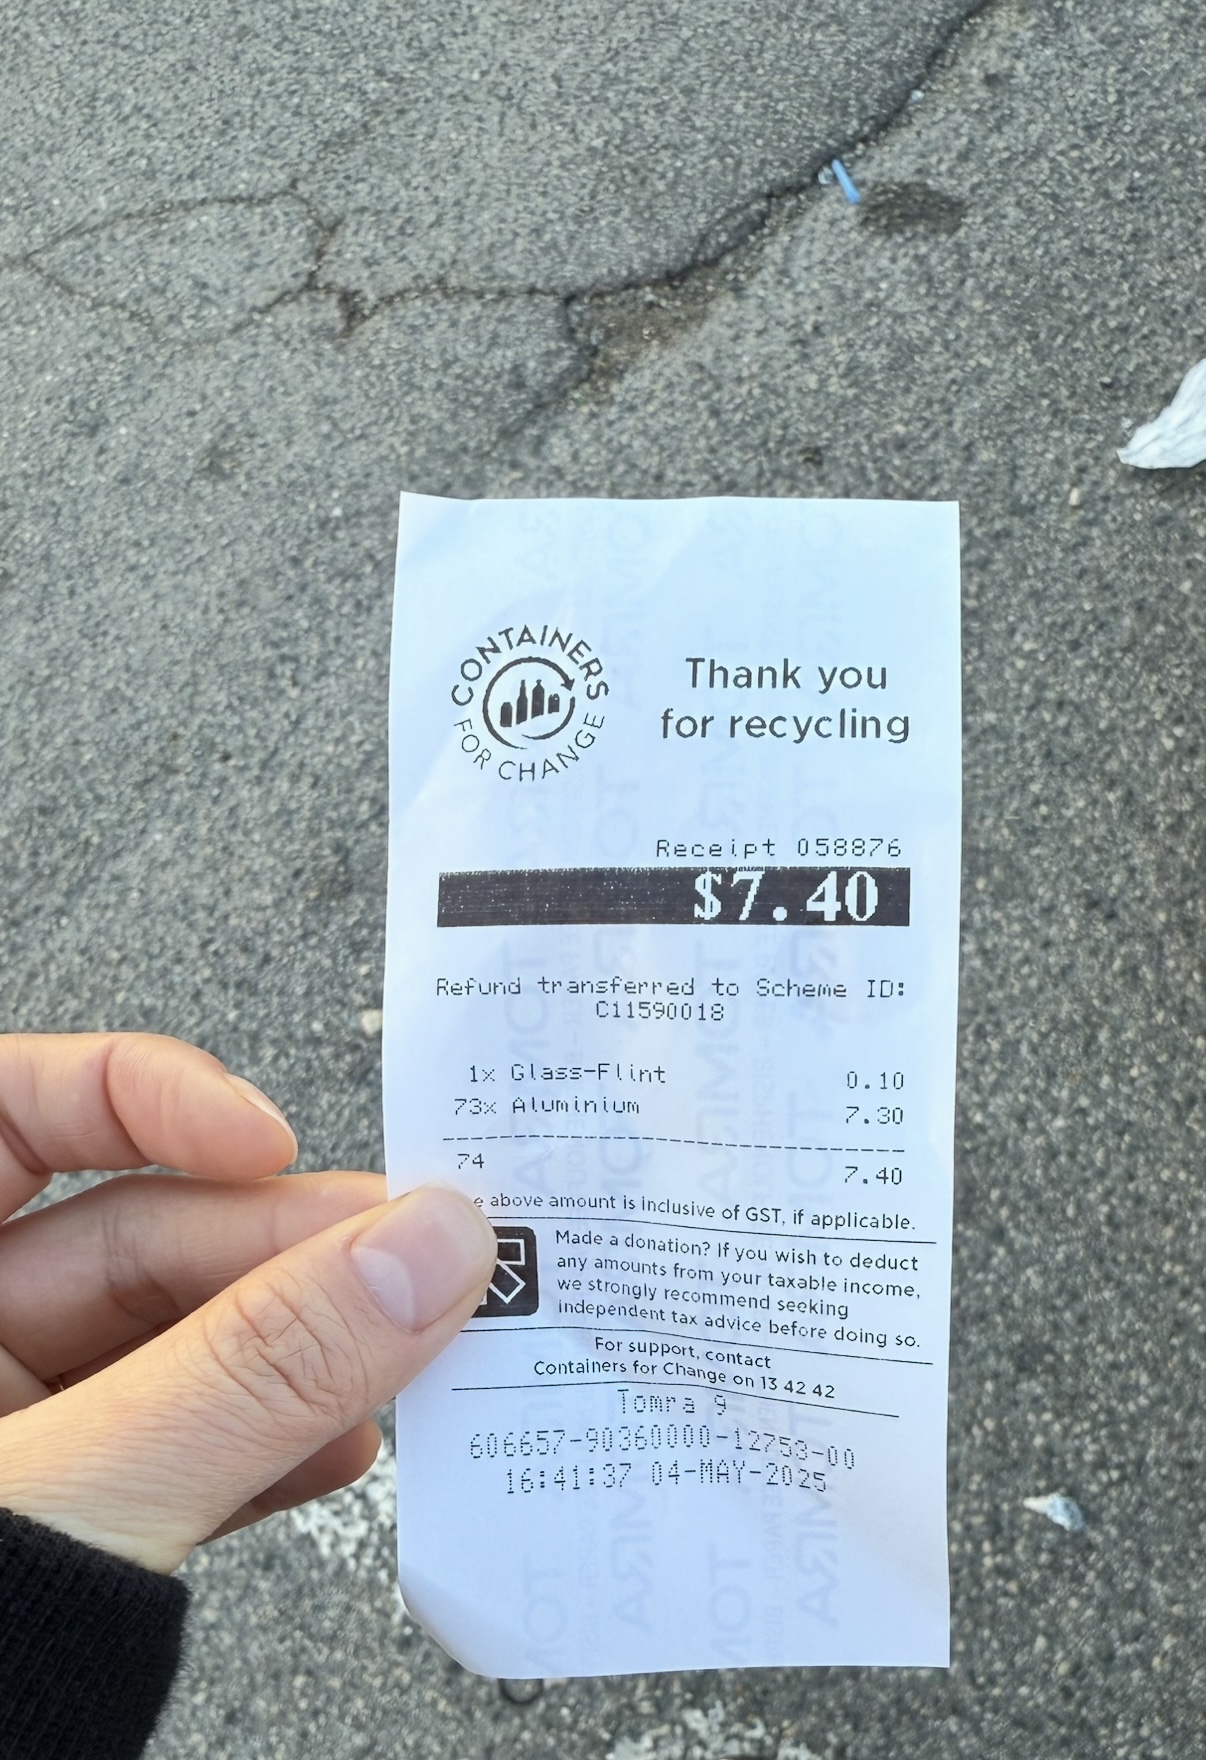 CONTAINERS FOR CHANGE
Thank you
for recycling
Receipt 058876
$7.40
Refund transferred to Scheme ID:
C11590018
1x Glass-Flint 0.10
73x Aluminium 7.30
74 7.40
above amount is inclusive of GST, if applicable.
Made a donation? If you wish to deduct
any amounts from your taxable income,
we strongly recommend seeking
independent tax advice before doing so.
For support, contact
Containers for Change on 13 42 42
Tomra 9
606657-90360000-12753-00
16:41:37 04-MAY-2025